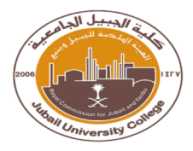 كلية الجبيل الجامعية
الهيئة الملكية للجبيل وينبع
2006
Royal Commission for Jubail and Yanbu
Jubail University College